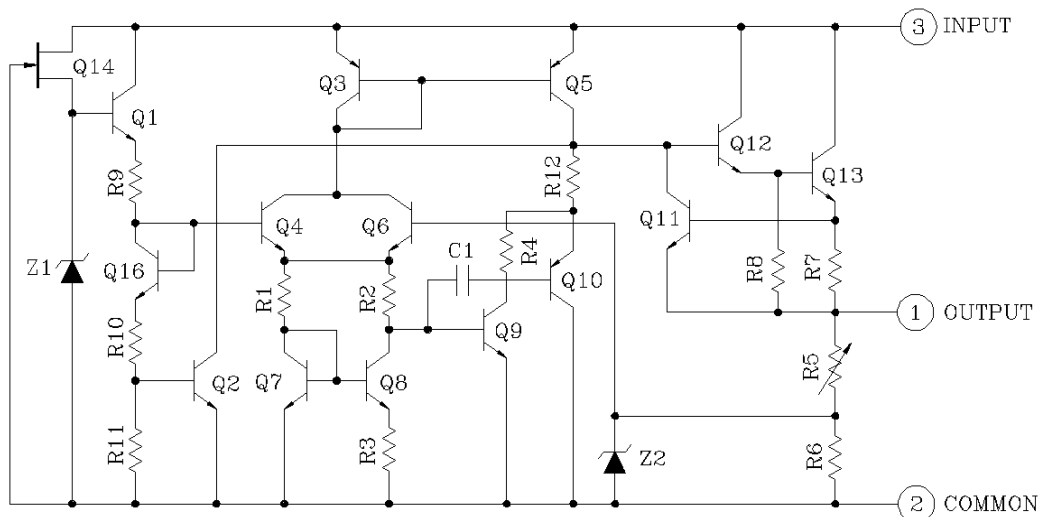 3 INPUT
Q14
Q3
Q5
Q1
Q12
R12
Q13
R9
Q4
Q6
Q11
R4
C1
Z1
Q16
R8
R7
R1
R2
Q10
1 OUTPUT
R10
Q9
R5
Q2
Q7
Q8
R11
R3
Z2
R6
2 COMMON